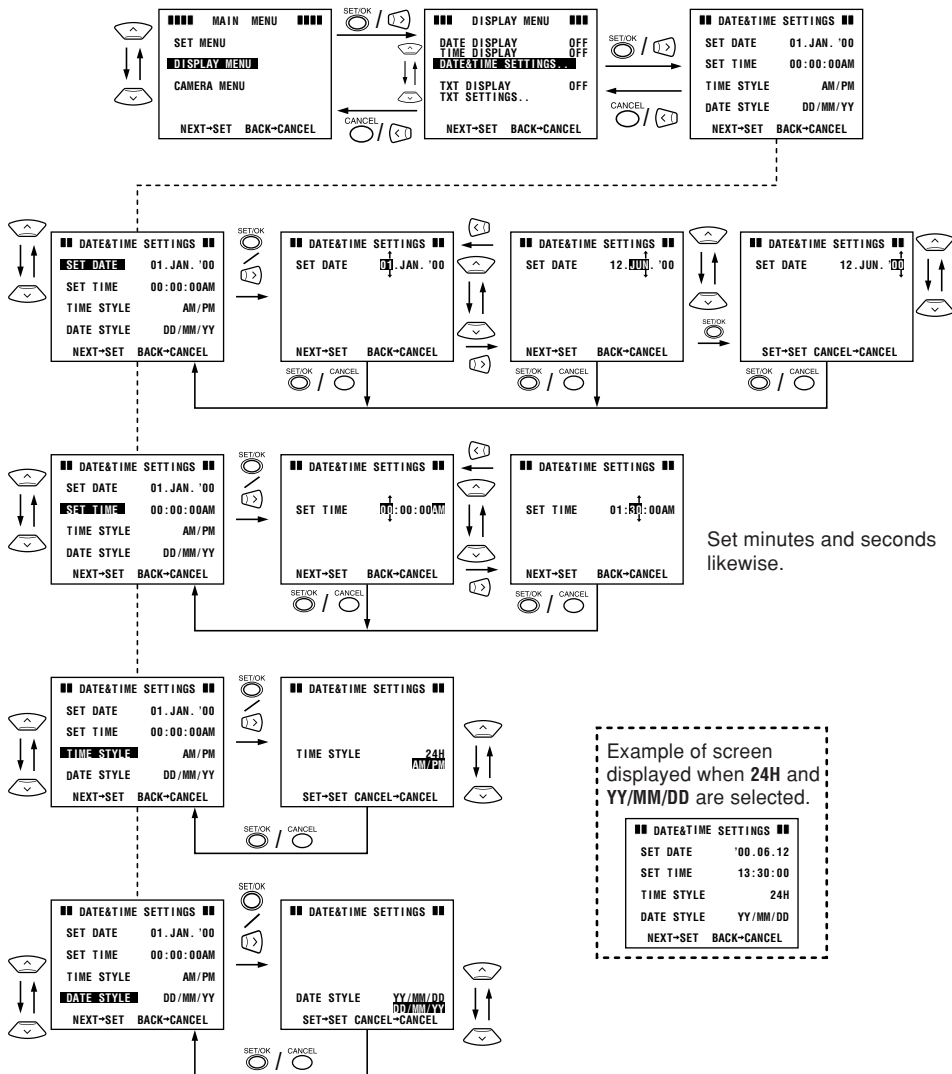 MAIN MENU
SET MENU
DISPLAY MENU
CAMERA MENU
NEXT→SET BACK→CANCEL
SET/OK
/
CANCEL
/
DISPLAY MENU
DATE DISPLAY OFF
TIME DISPLAY OFF
DATE&TIME SETTINGS..
TXT DISPLAY OFF
TXT SETTINGS..
NEXT→SET BACK→CANCEL
SET/OK
/
CANCEL
/
DATE&TIME SETTINGS
SET DATE 01.JAN.'00
SET TIME 00:00:00AM
TIME STYLE AM/PM
DATE STYLE DD/MM/YY
NEXT→SET BACK→CANCEL
DATE&TIME SETTINGS
SET DATE 01.JAN.'00
SET TIME 00:00:00AM
TIME STYLE AM/PM
DATE STYLE DD/MM/YY
NEXT→SET BACK→CANCEL
SET/OK
/
DATE&TIME SETTINGS
SET DATE 01.JAN.'00
NEXT→SET BACK→CANCEL
SET/OK / CANCEL
DATE&TIME SETTINGS
SET DATE 12.JUN.'00
NEXT→SET BACK→CANCEL
SET/OK / CANCEL
SET/OK
DATE&TIME SETTINGS
SET DATE 12.JUN.'00
SET→SET CANCEL→CANCEL
SET/OK / CANCEL
DATE&TIME SETTINGS
SET DATE 01.JAN.'00
SET TIME 00:00:00AM
TIME STYLE AM/PM
DATE STYLE DD/MM/YY
NEXT→SET BACK→CANCEL
SET/OK
/
DATE&TIME SETTINGS
SET TIME 00:00:00AM
NEXT→SET BACK→CANCEL
SET/OK / CANCEL
DATE&TIME SETTINGS
SET TIME 01:30:00AM
NEXT→SET BACK→CANCEL
SET/OK / CANCEL
Set minutes and seconds
likewise.
DATE&TIME SETTINGS
SET DATE 01.JAN.'00
SET TIME 00:00:00AM
TIME STYLE AM/PM
DATE STYLE DD/MM/YY
NEXT→SET BACK→CANCEL
SET/OK
/
DATE&TIME SETTINGS
TIME STYLE 24H
AM/PM
SET→SET CANCEL→CANCEL
SET/OK / CANCEL
Example of screen
displayed when 24H and
YY/MM/DD are selected.
DATE&TIME SETTINGS
SET DATE '00.06.12
SET TIME 13:30:00
TIME STYLE 24H
DATE STYLE YY/MM/DD
NEXT→SET BACK→CANCEL
DATE&TIME SETTINGS
SET DATE 01.JAN.'00
SET TIME 00:00:00AM
TIME STYLE AM/PM
DATE STYLE DD/MM/YY
NEXT→SET BACK→CANCEL
SET/OK
/
DATE&TIME SETTINGS
DATE STYLE YY/MM/DD
DD/MM/YY
SET→SET CANCEL→CANCEL
SET/OK / CANCEL